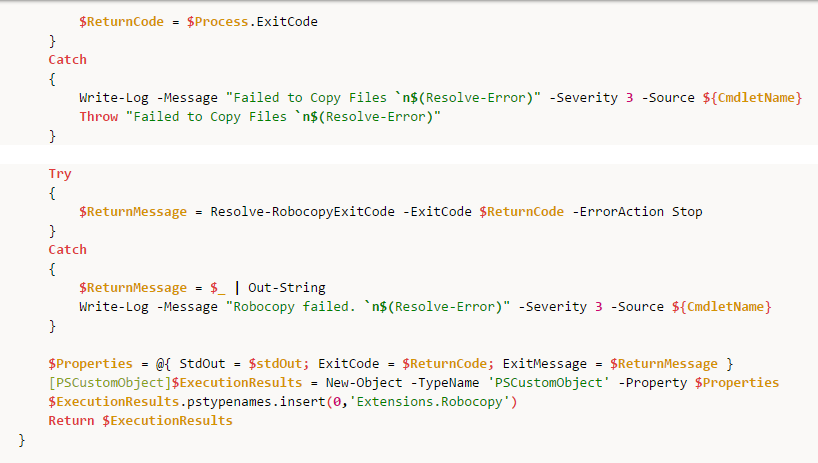 $ReturnCode = $Process.ExitCode
}
Catch
{
Write-Log -Message "Failed to Copy Files `n$(Resolve-Error)" -Severity 3 -Source ${CmdletName}
Throw "Failed to Copy Files `n$(Resolve-Error)"
}
Try
{
$ReturnMessage = Resolve-RobocopyExitCode -ExitCode $ReturnCode -ErrorAction Stop
}
Catch
{
$ReturnMessage = $_ | Out-String
Write-Log -Message "Robocopy failed. `n$(Resolve-Error)" -Severity 3 -Source ${CmdletName}
}
$Properties = @{ StdOut = $stdOut; ExitCode = $ReturnCode; ExitMessage = $ReturnMessage }
[PSCustomObject]$ExecutionResults = New-Object -TypeName 'PSCustomObject' -Property $Properties
$ExecutionResults.pstypenames.insert(0,'Extensions.Robocopy')
Return $ExecutionResults
}